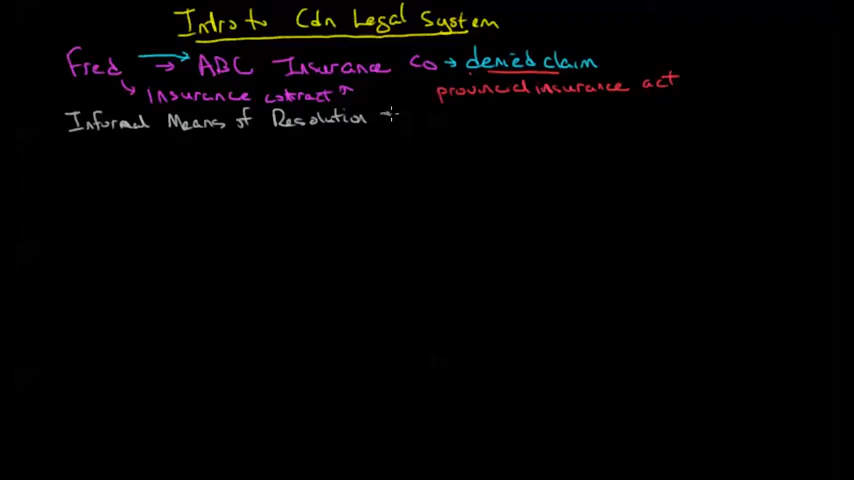 Intro to Cdn Legal System
Fred → ABC Insurance Co → denied claim
↳ insurance contract ↗ provincial insurance act
Informal Means of Resolution →